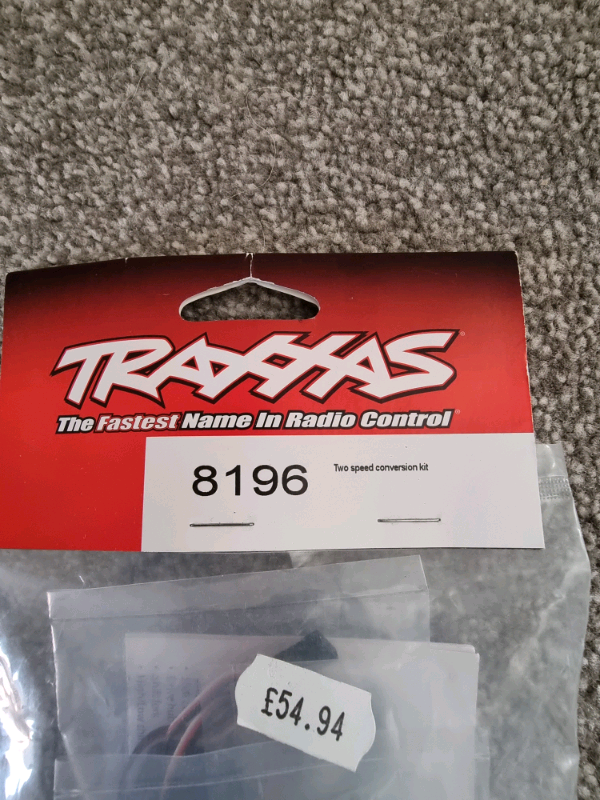 TRAXXAS
The Fastest Name In Radio Control
8196 Two speed conversion kit
£54.94